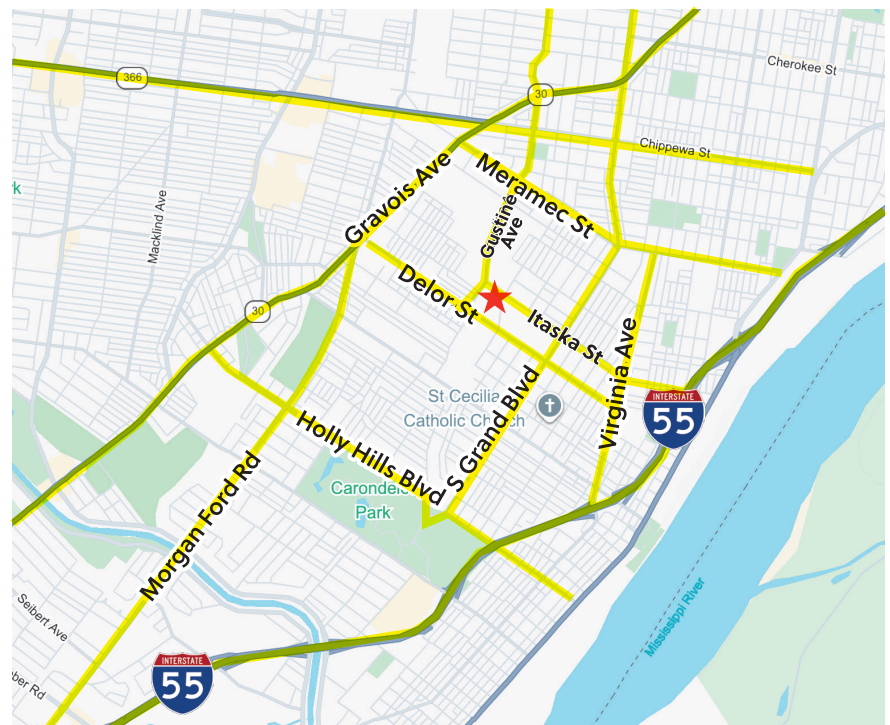 Cherokee St
366
30
Chippewa St
Gravois Ave
Meramec St
k
Macklind Ave
Gustine
Ave
Delor St
Itaska St
30
Virginia Ave
St Cecilia
Catholic Church
INTERSTATE
55
S Grand Blvd
Holly Hills Blvd
Carondelet
Park
Morgan Ford Rd
Mississippi River
Seibert Ave
INTERSTATE
55
ber Rd